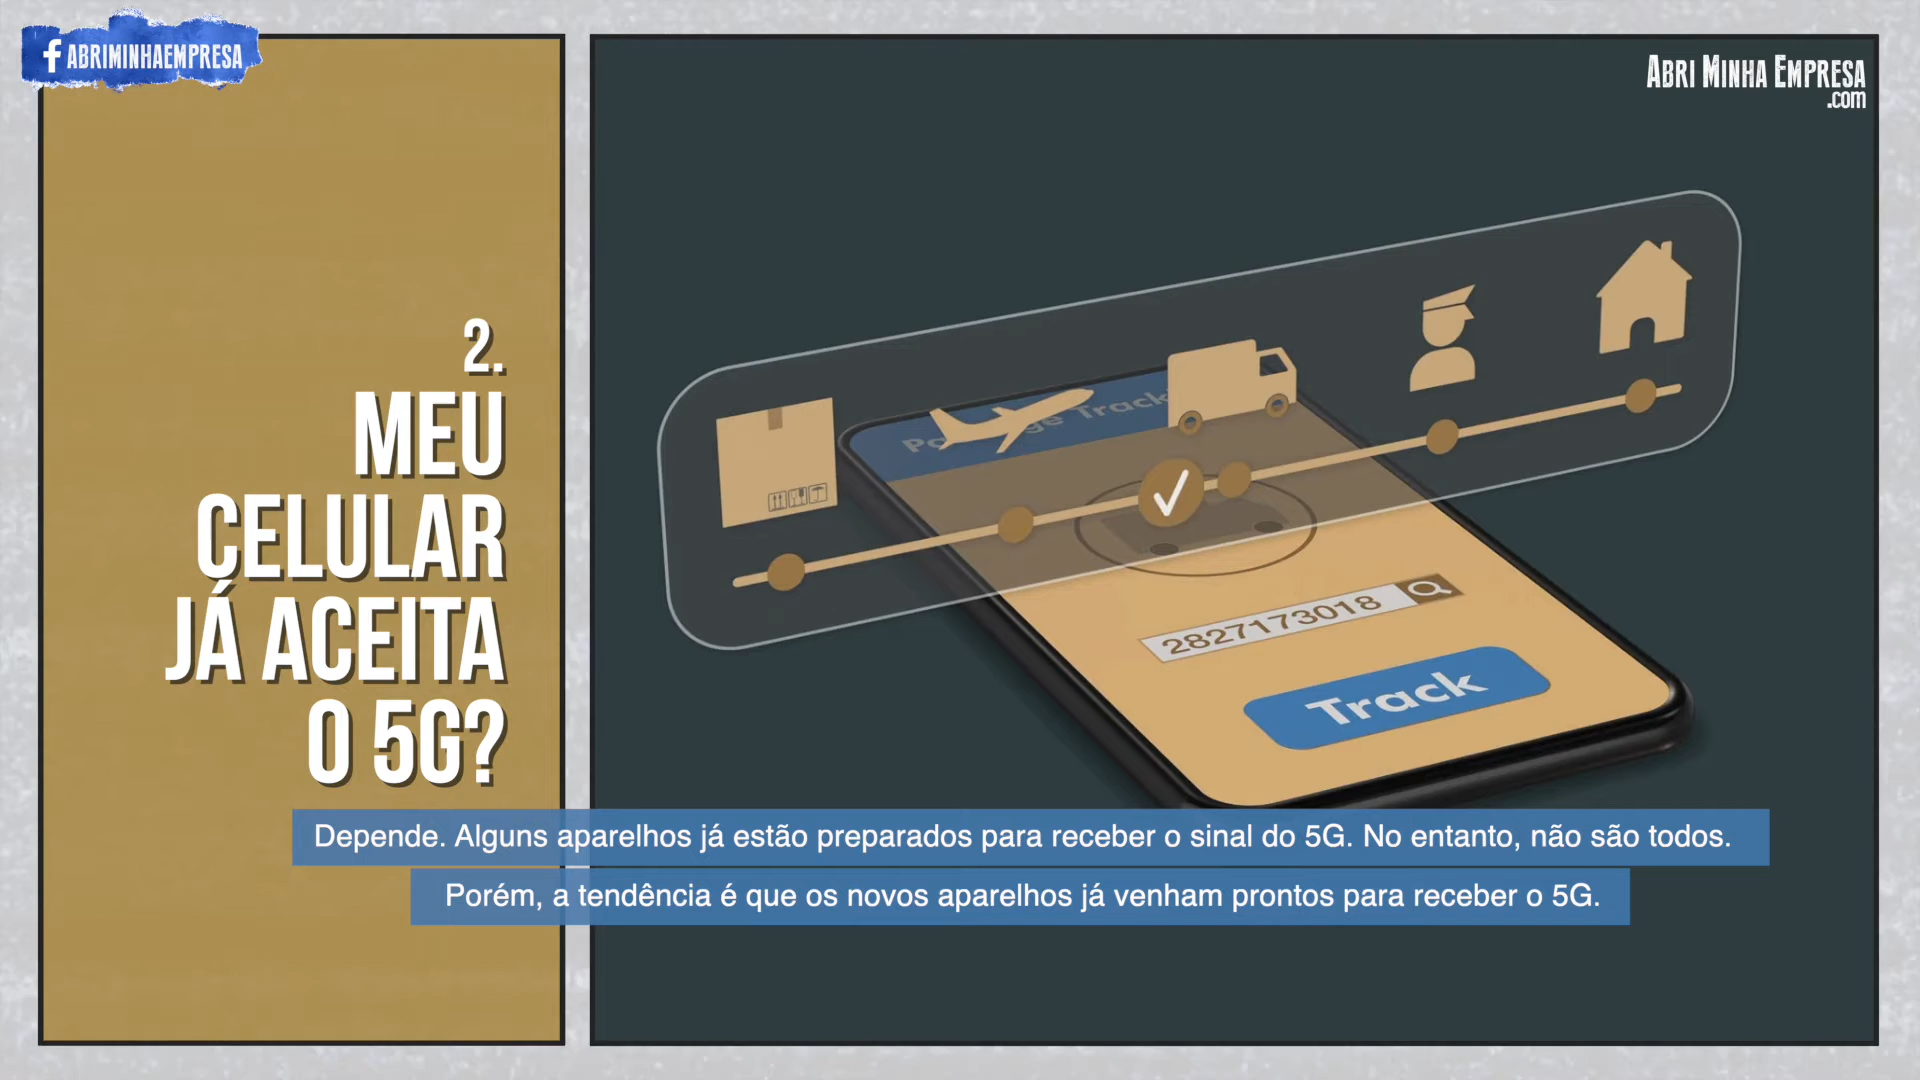 ABRIMINHAEMPRESA
ABRI MINHA EMPRESA
.COM
2.
MEU
CELULAR
JÁ ACEITA
O 5G?
Package Track
2827173018
Track
Depende. Alguns aparelhos já estão preparados para receber o sinal do 5G. No entanto, não são todos.
Porém, a tendência é que os novos aparelhos já venham prontos para receber o 5G.